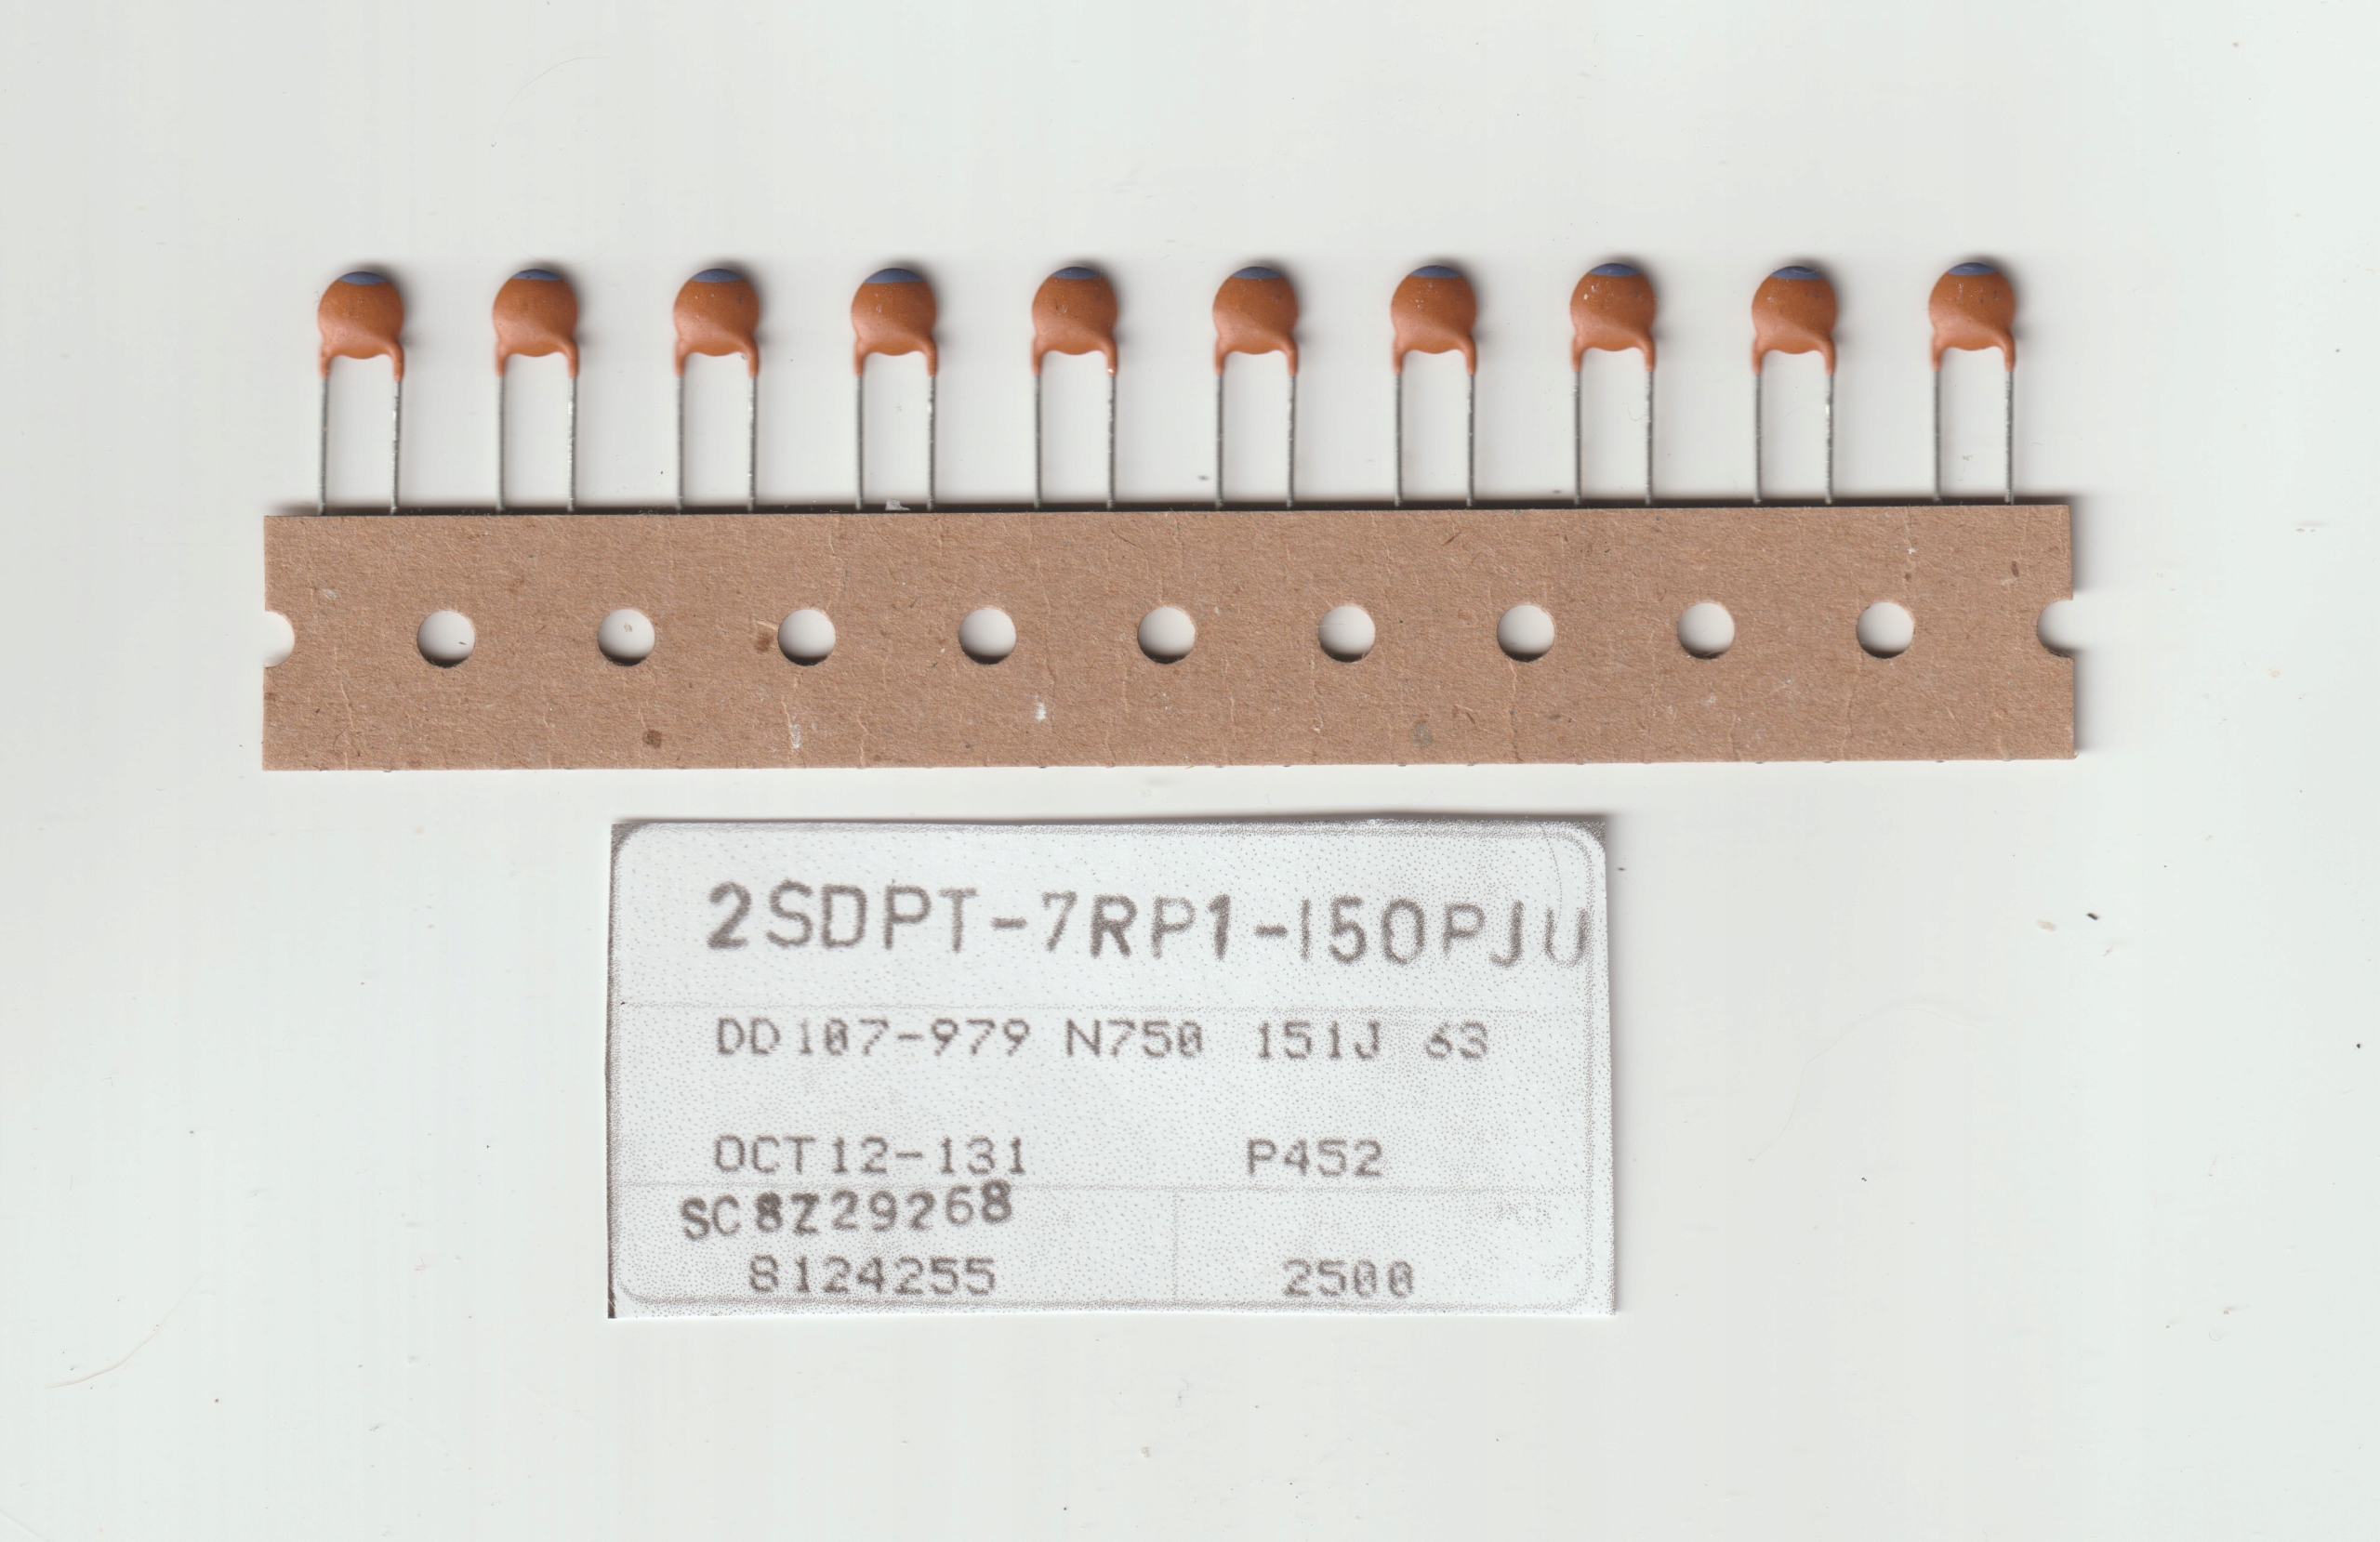 2SDPT-7RP1-150PJU
DD107-979 N750 151J 63
OCT12-131 P452
SC8Z29268
8124255 2500